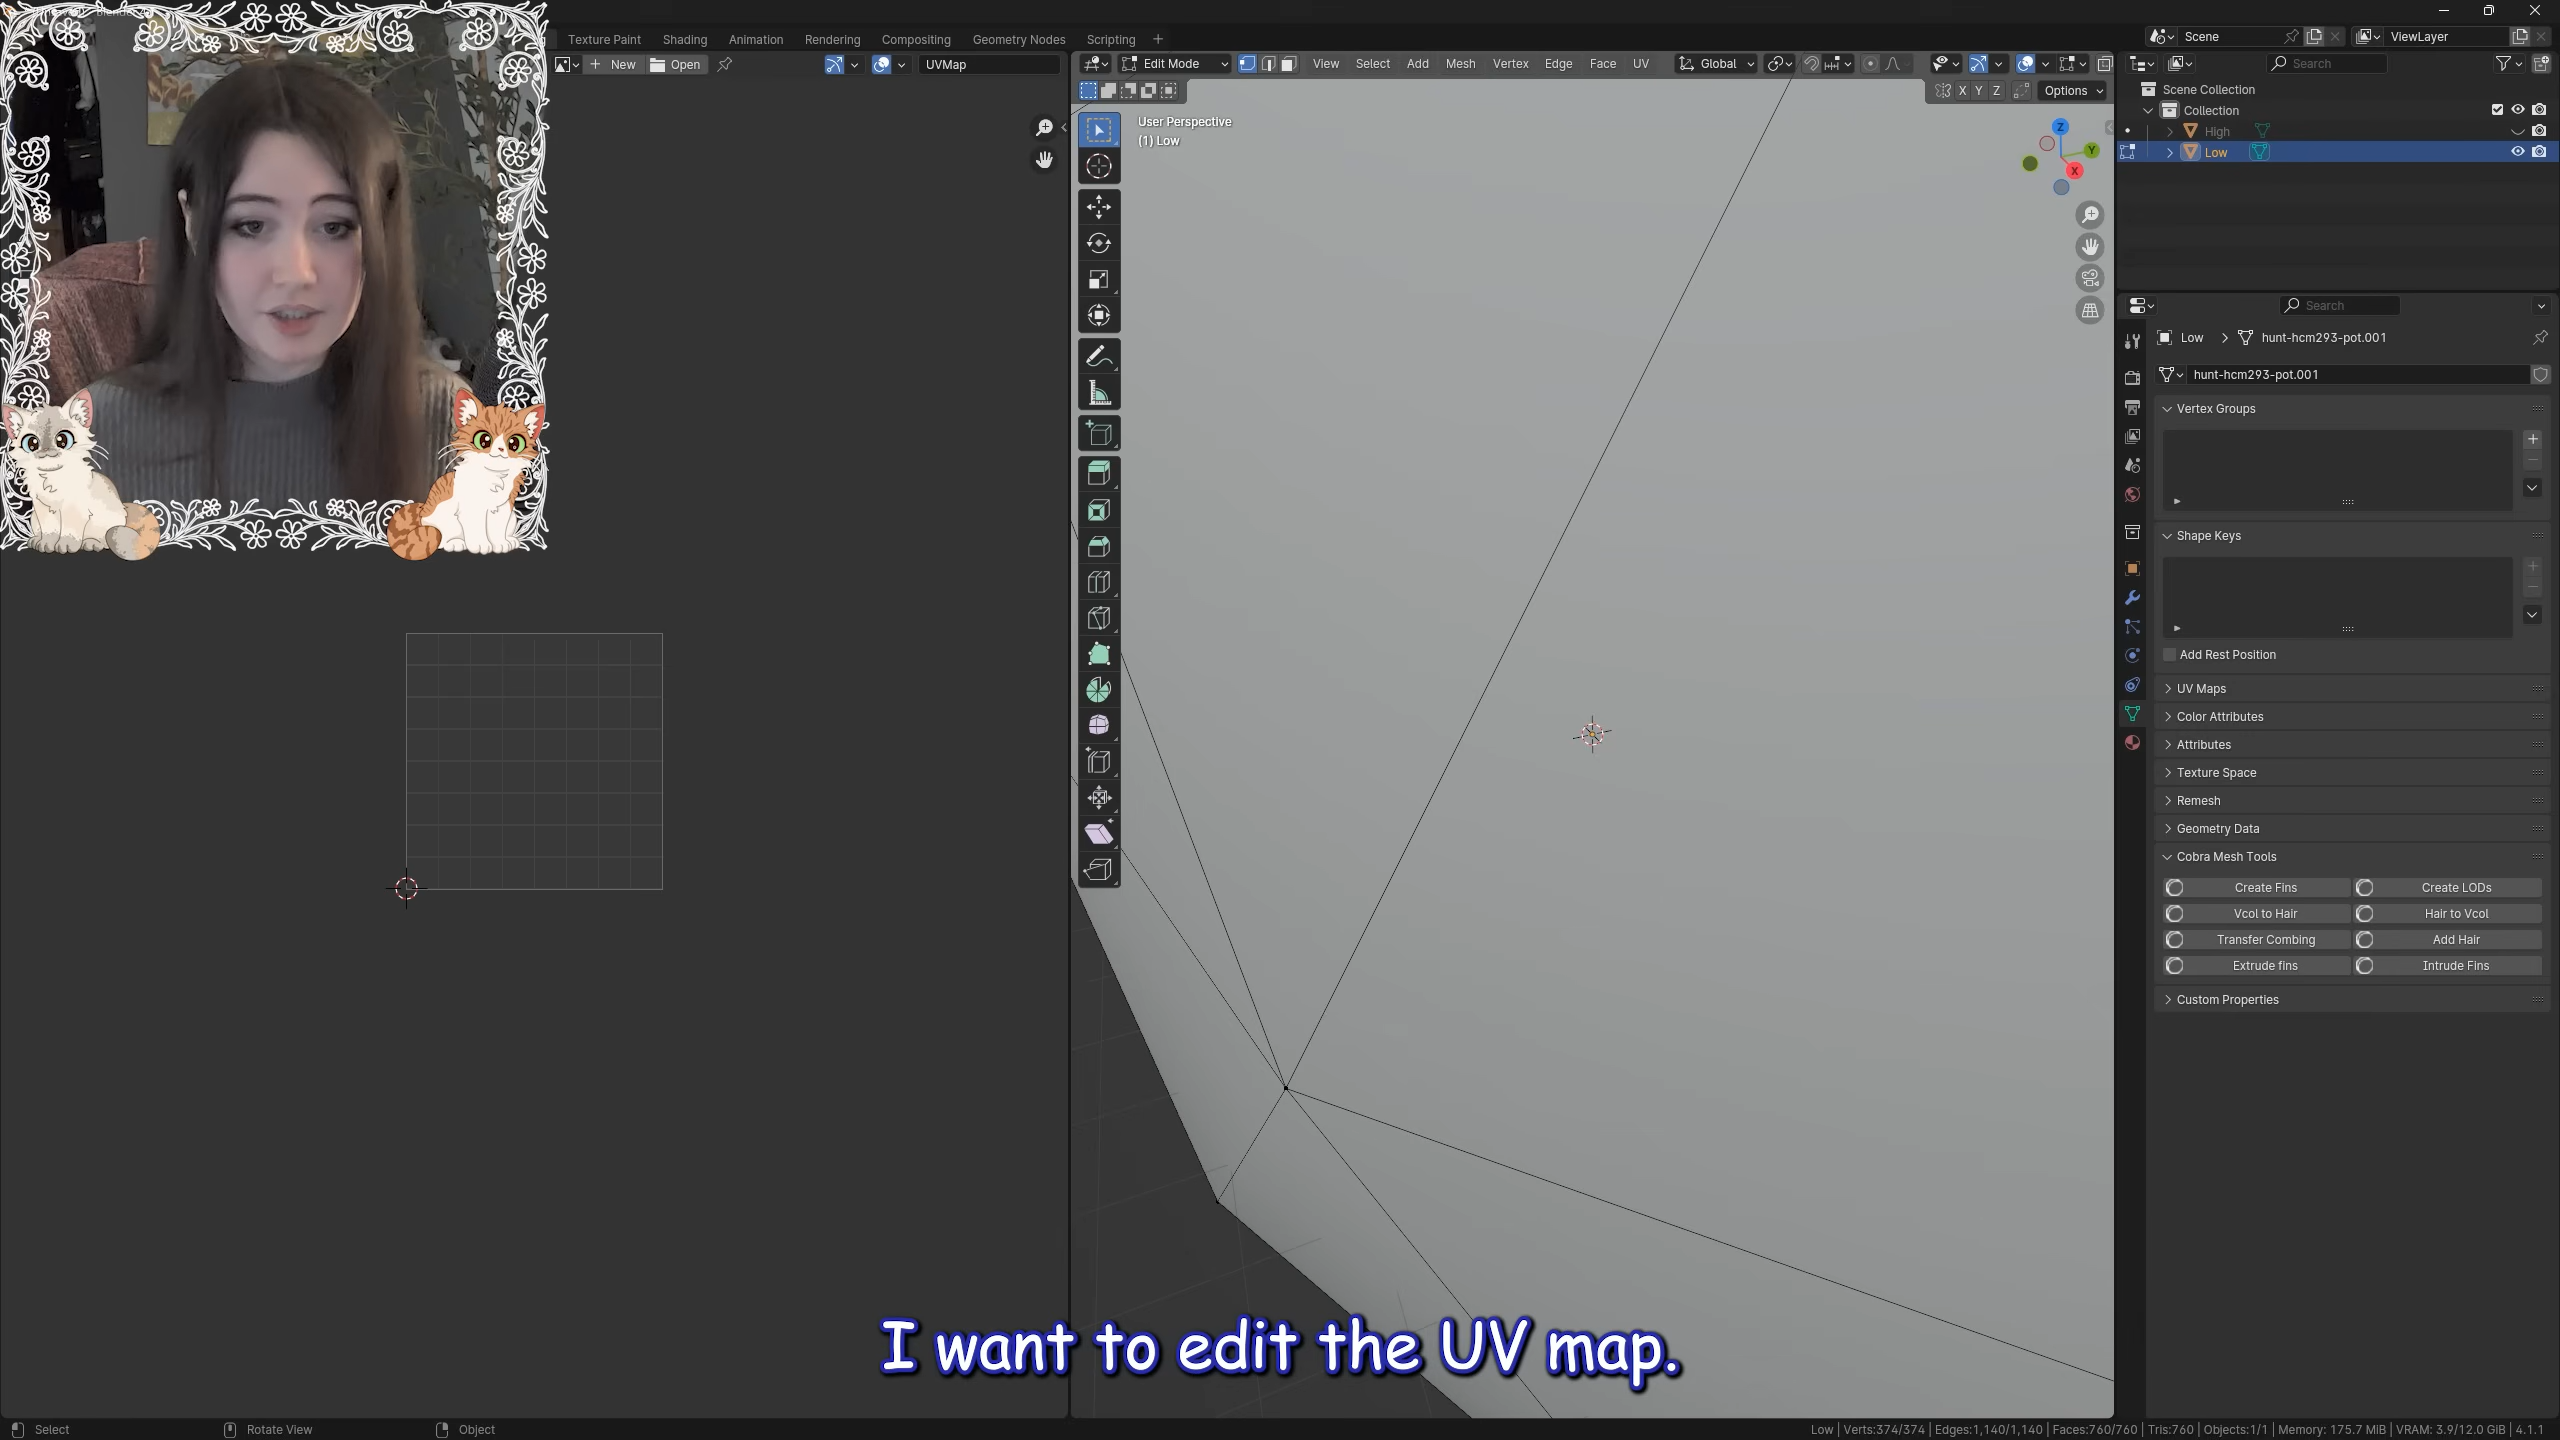 Texture Paint
Shading
Animation
Rendering
Compositing
Geometry Nodes
Scripting
Scene
ViewLayer
New
Open
UVMap
Edit Mode
View
Select
Add
Mesh
Vertex
Edge
Face
UV
Global
Search
X Y Z
Options
User Perspective
(1) Low
Z
Y
X
Scene Collection
Collection
High
Low
Search
Low
hunt-hcm293-pot.001
hunt-hcm293-pot.001
Vertex Groups
Shape Keys
Add Rest Position
UV Maps
Color Attributes
Attributes
Texture Space
Remesh
Geometry Data
Cobra Mesh Tools
Create Fins
Create LODs
Vcol to Hair
Hair to Vcol
Transfer Combing
Add Hair
Extrude fins
Intrude Fins
Custom Properties
I want to edit the UV map.
Select
Rotate View
Object
Low | Verts:374/374 | Edges:1,140/1,140 | Faces:760/760 | Tris:760 | Objects:1/1 | Memory: 175.7 MiB | VRAM: 3.9/12.0 GiB | 4.1.1